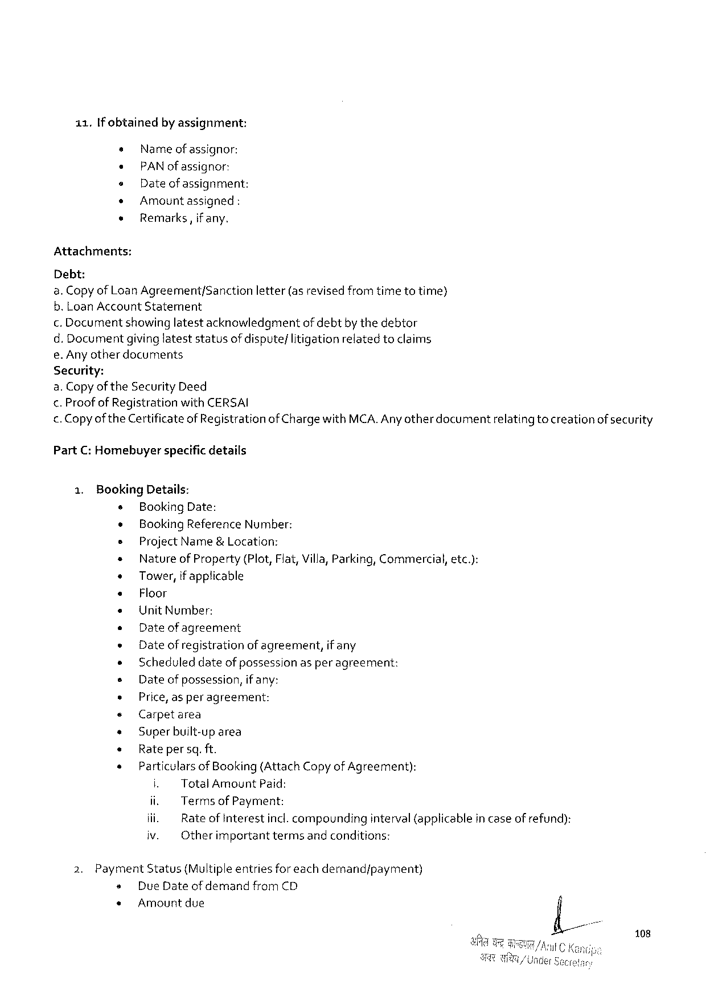 11. If obtained by assignment:
• Name of assignor:
• PAN of assignor:
• Date of assignment:
• Amount assigned :
• Remarks , if any.
Attachments:
Debt:
a. Copy of Loan Agreement/Sanction letter (as revised from time to time)
b. Loan Account Statement
c. Document showing latest acknowledgment of debt by the debtor
d. Document giving latest status of dispute/ litigation related to claims
e. Any other documents
Security:
a. Copy of the Security Deed
c. Proof of Registration with CERSAI
c. Copy of the Certificate of Registration of Charge with MCA. Any other document relating to creation of security
Part C: Homebuyer specific details
1. Booking Details:
• Booking Date:
• Booking Reference Number:
• Project Name & Location:
• Nature of Property (Plot, Flat, Villa, Parking, Commercial, etc.):
• Tower, if applicable
• Floor
• Unit Number:
• Date of agreement
• Date of registration of agreement, if any
• Scheduled date of possession as per agreement:
• Date of possession, if any:
• Price, as per agreement:
• Carpet area
• Super built-up area
• Rate per sq. ft.
• Particulars of Booking (Attach Copy of Agreement):
i. Total Amount Paid:
ii. Terms of Payment:
iii. Rate of Interest incl. compounding interval (applicable in case of refund):
iv. Other important terms and conditions:
2. Payment Status (Multiple entries for each demand/payment)
• Due Date of demand from CD
• Amount due
108
अनिल चन्द्र काण्डपाल/Anil C Kandpa
अवर सचिव/Under Secretary